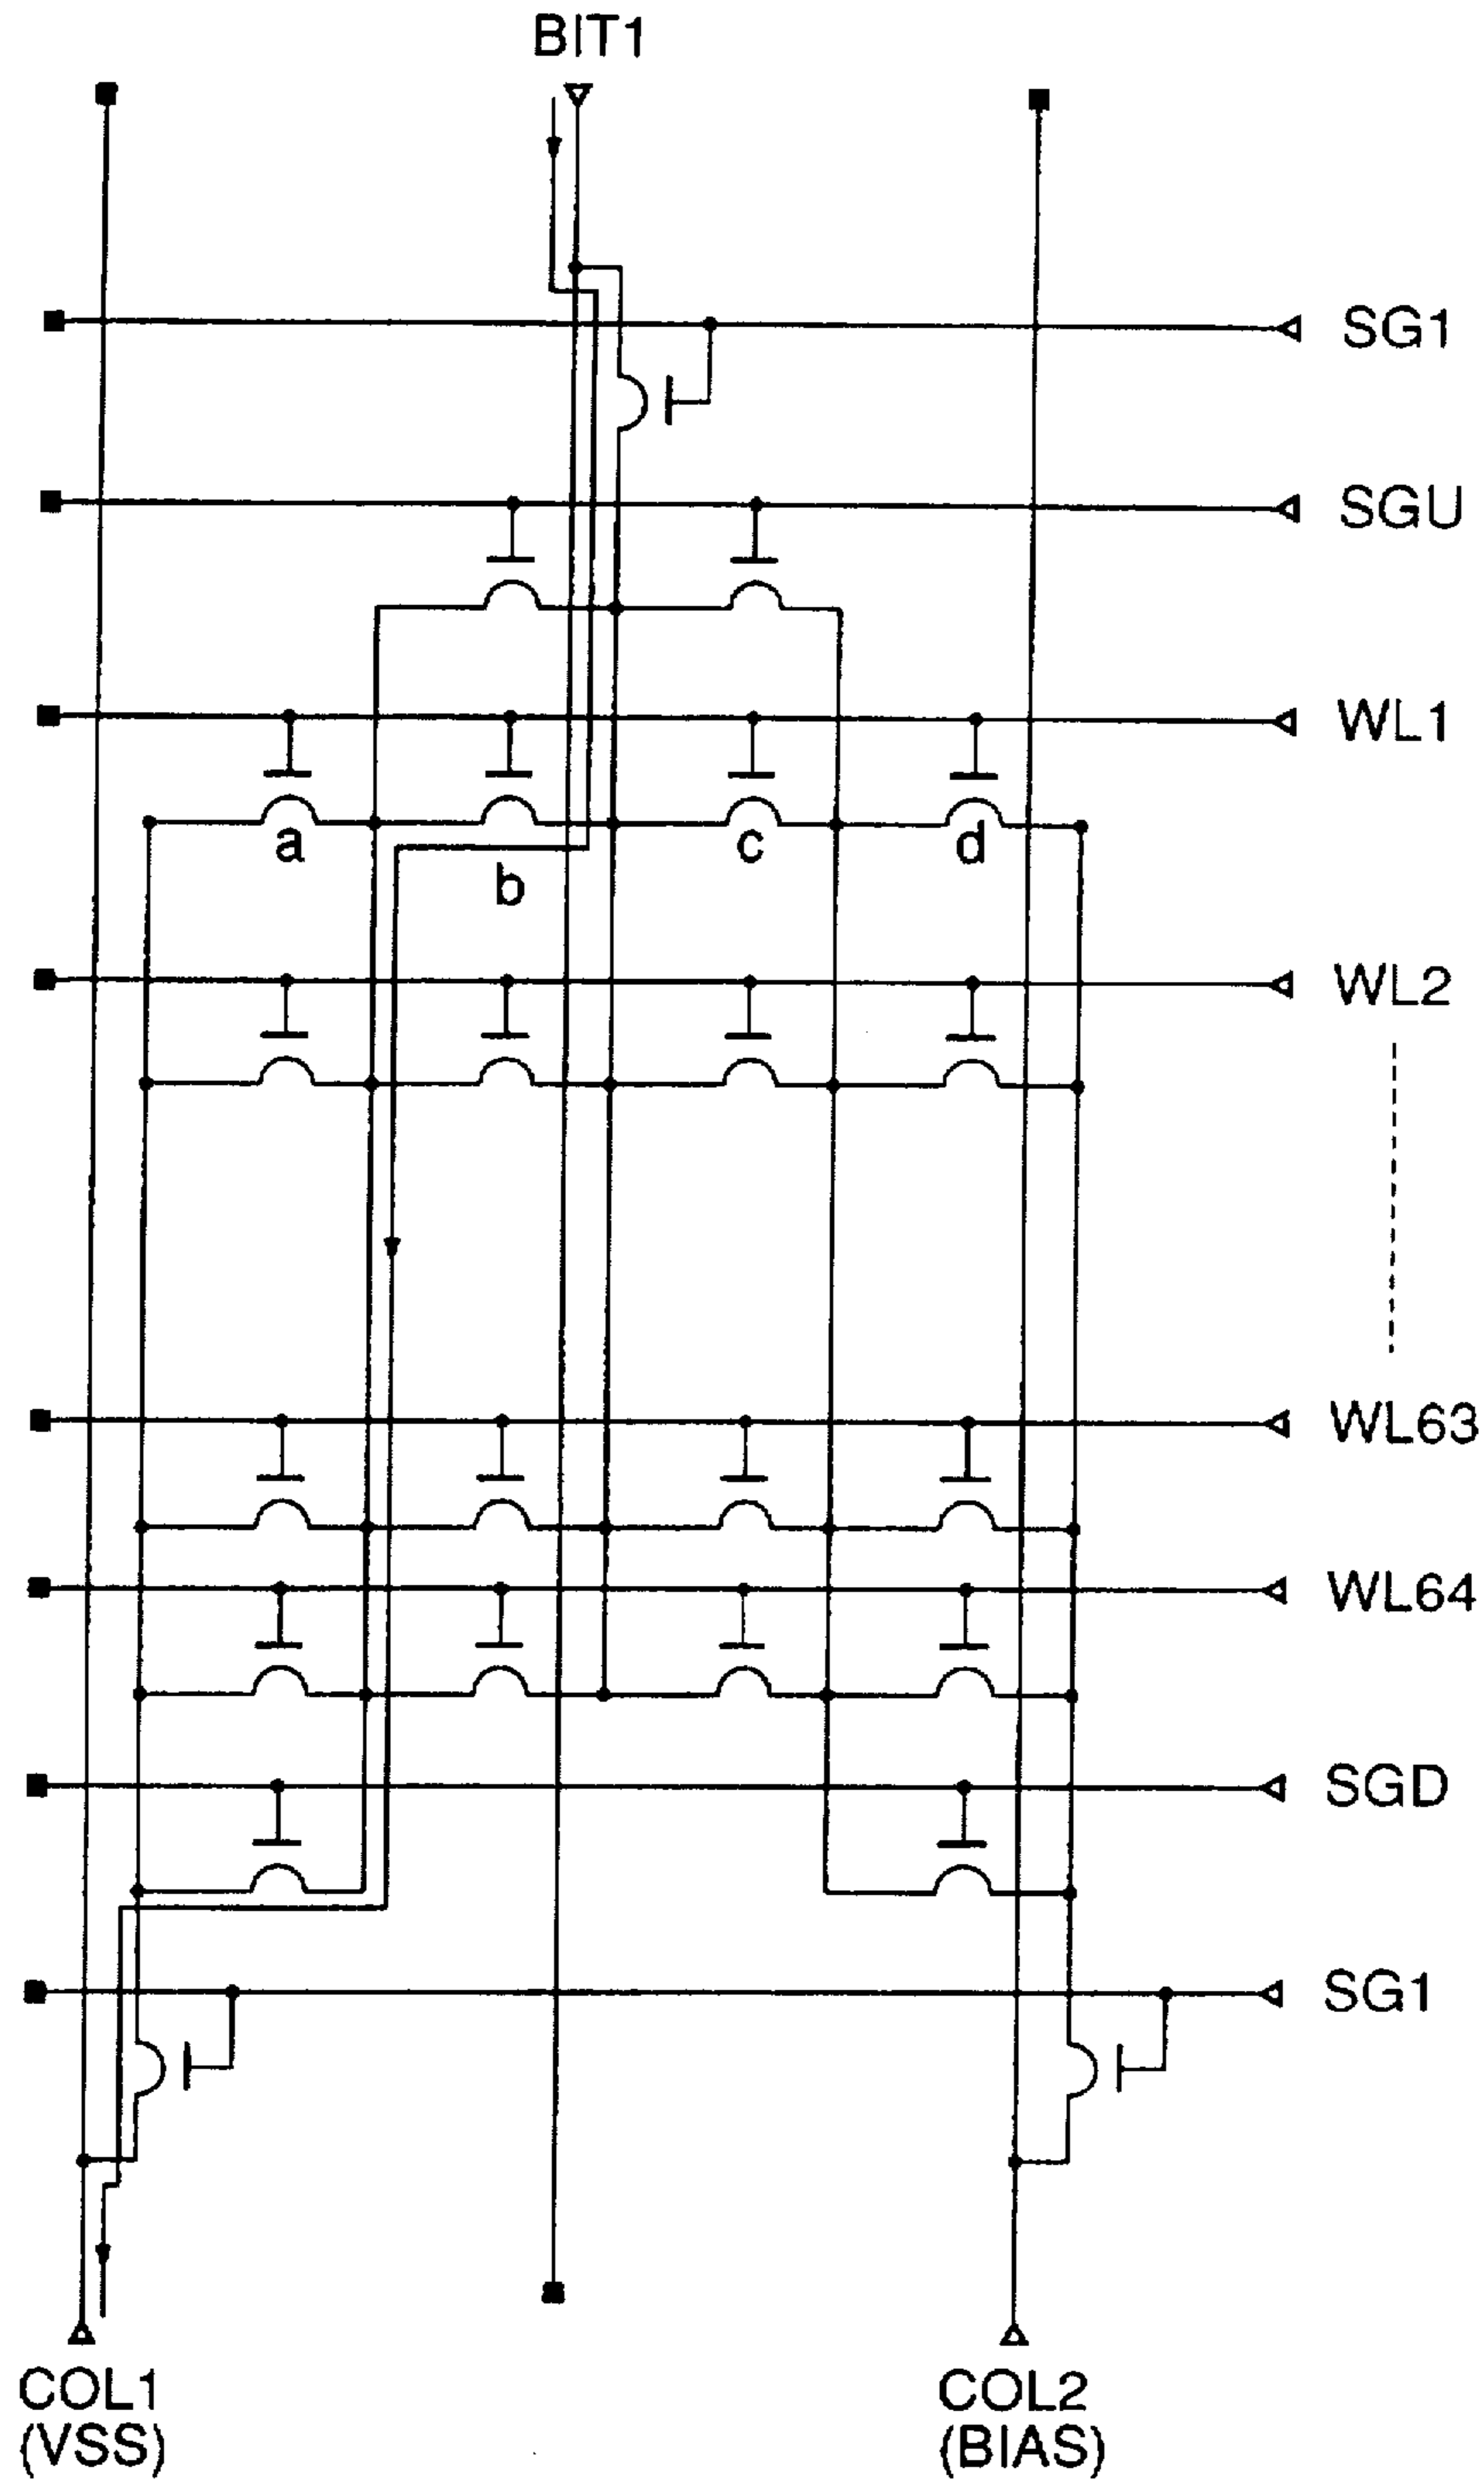 BIT1
SG1
SGU
WL1
a
b
c
d
WL2
WL63
WL64
SGD
SG1
COL1
(VSS)
COL2
(BIAS)